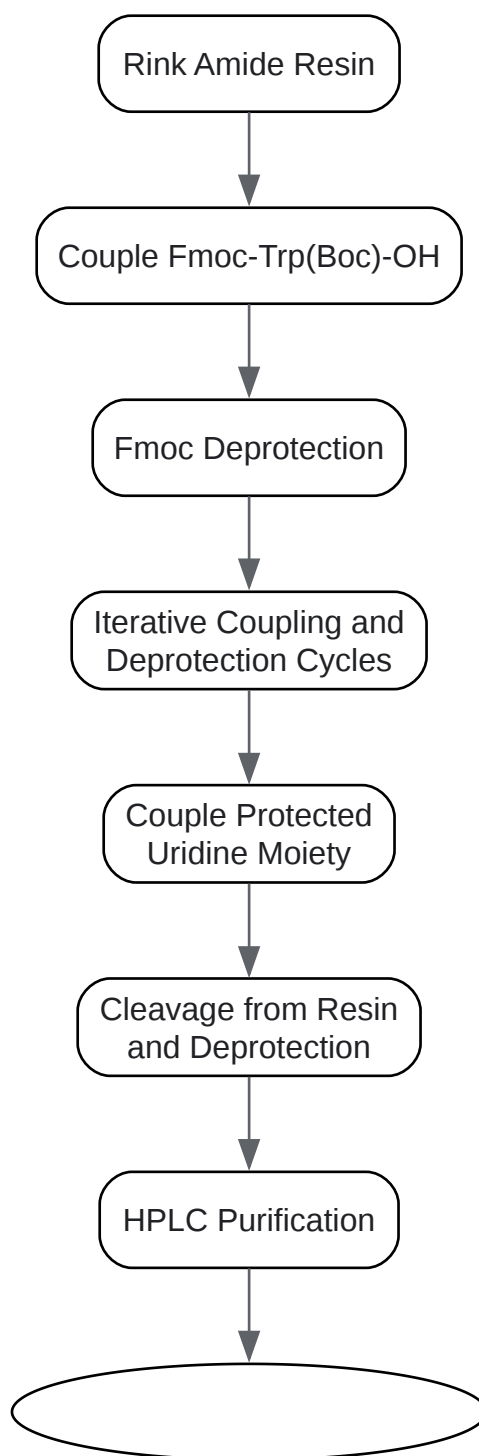 Rink Amide Resin
Couple Fmoc-Trp(Boc)-OH
Fmoc Deprotection
Iterative Coupling and
Deprotection Cycles
Couple Protected
Uridine Moiety
Cleavage from Resin
and Deprotection
HPLC Purification